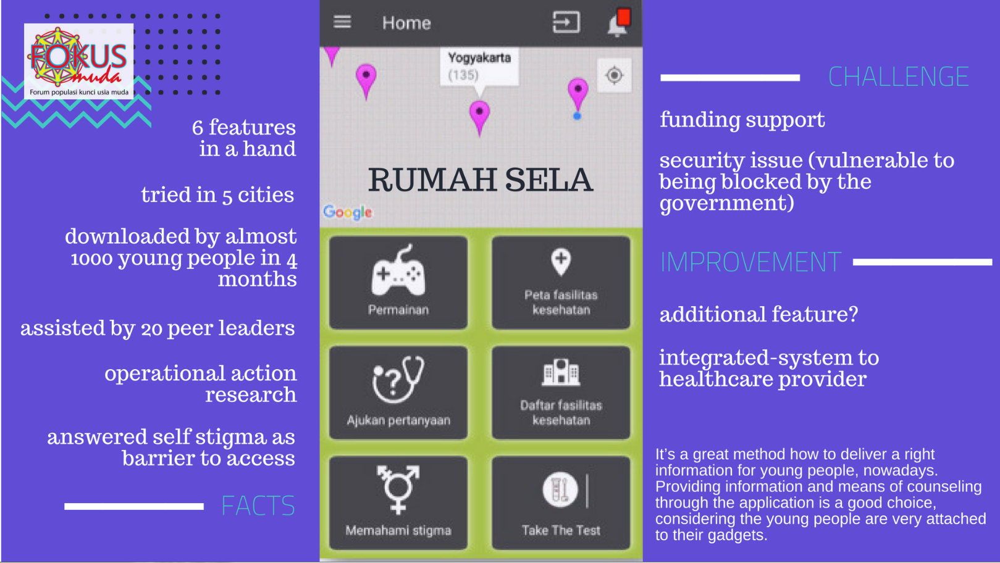 FOKUS
muda
Forum populasi kunci usia muda
6 features
in a hand
tried in 5 cities
downloaded by almost
1000 young people in 4
months
assisted by 20 peer leaders
operational action
research
answered self stigma as
barrier to access
FACTS
Home
Yogyakarta
(135)
RUMAH SELA
Google
Permainan
Peta fasilitas
kesehatan
Ajukan pertanyaan
Daftar fasilitas
kesehatan
Memahami stigma
Take The Test
CHALLENGE
funding support
security issue (vulnerable to
being blocked by the
government)
IMPROVEMENT
additional feature?
integrated-system to
healthcare provider
It's a great method how to deliver a right
information for young people, nowadays.
Providing information and means of counseling
through the application is a good choice,
considering the young people are very attached
to their gadgets.